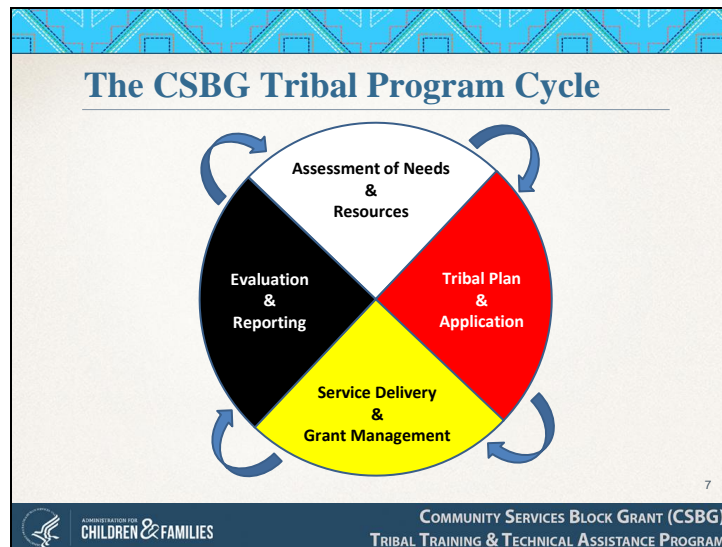 The CSBG Tribal Program Cycle
Assessment of Needs
&
Resources
Evaluation
&
Reporting
Tribal Plan
&
Application
Service Delivery
&
Grant Management
7
ADMINISTRATION FOR
CHILDREN & FAMILIES
COMMUNITY SERVICES BLOCK GRANT (CSBG)
TRIBAL TRAINING & TECHNICAL ASSISTANCE PROGRAM